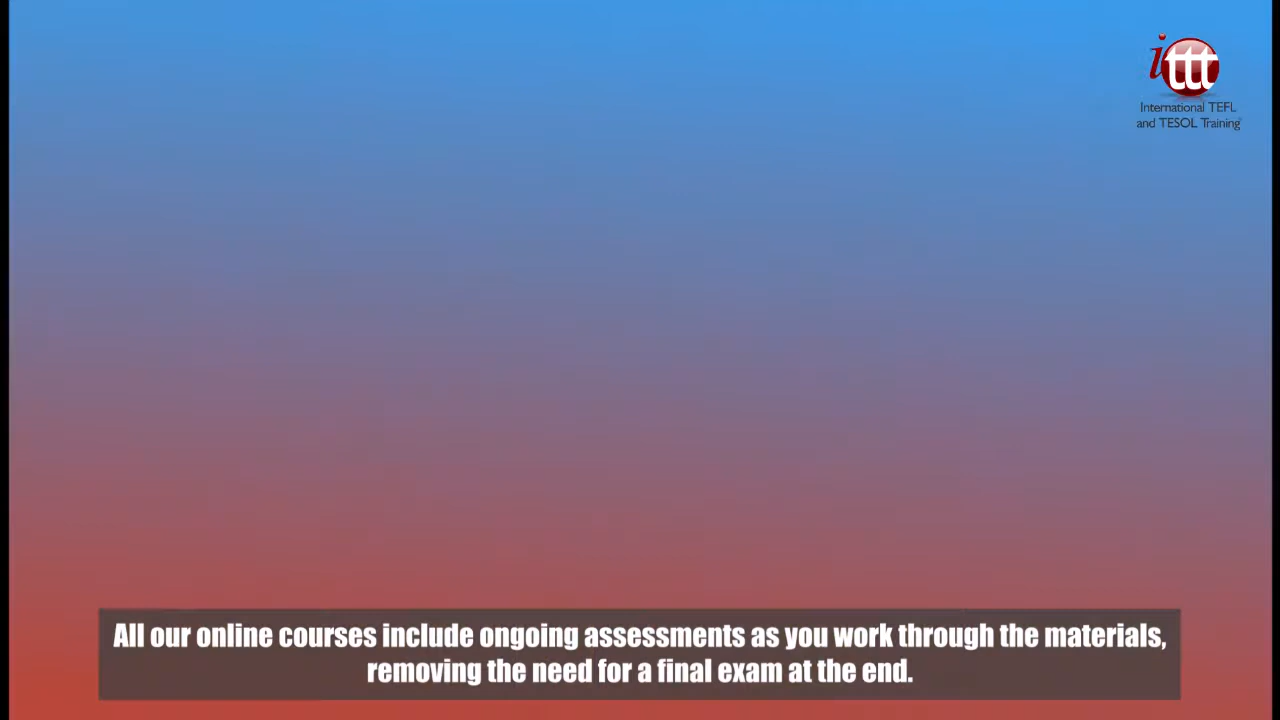 ittt
International TEFL
and TESOL Training
All our online courses include ongoing assessments as you work through the materials,
removing the need for a final exam at the end.